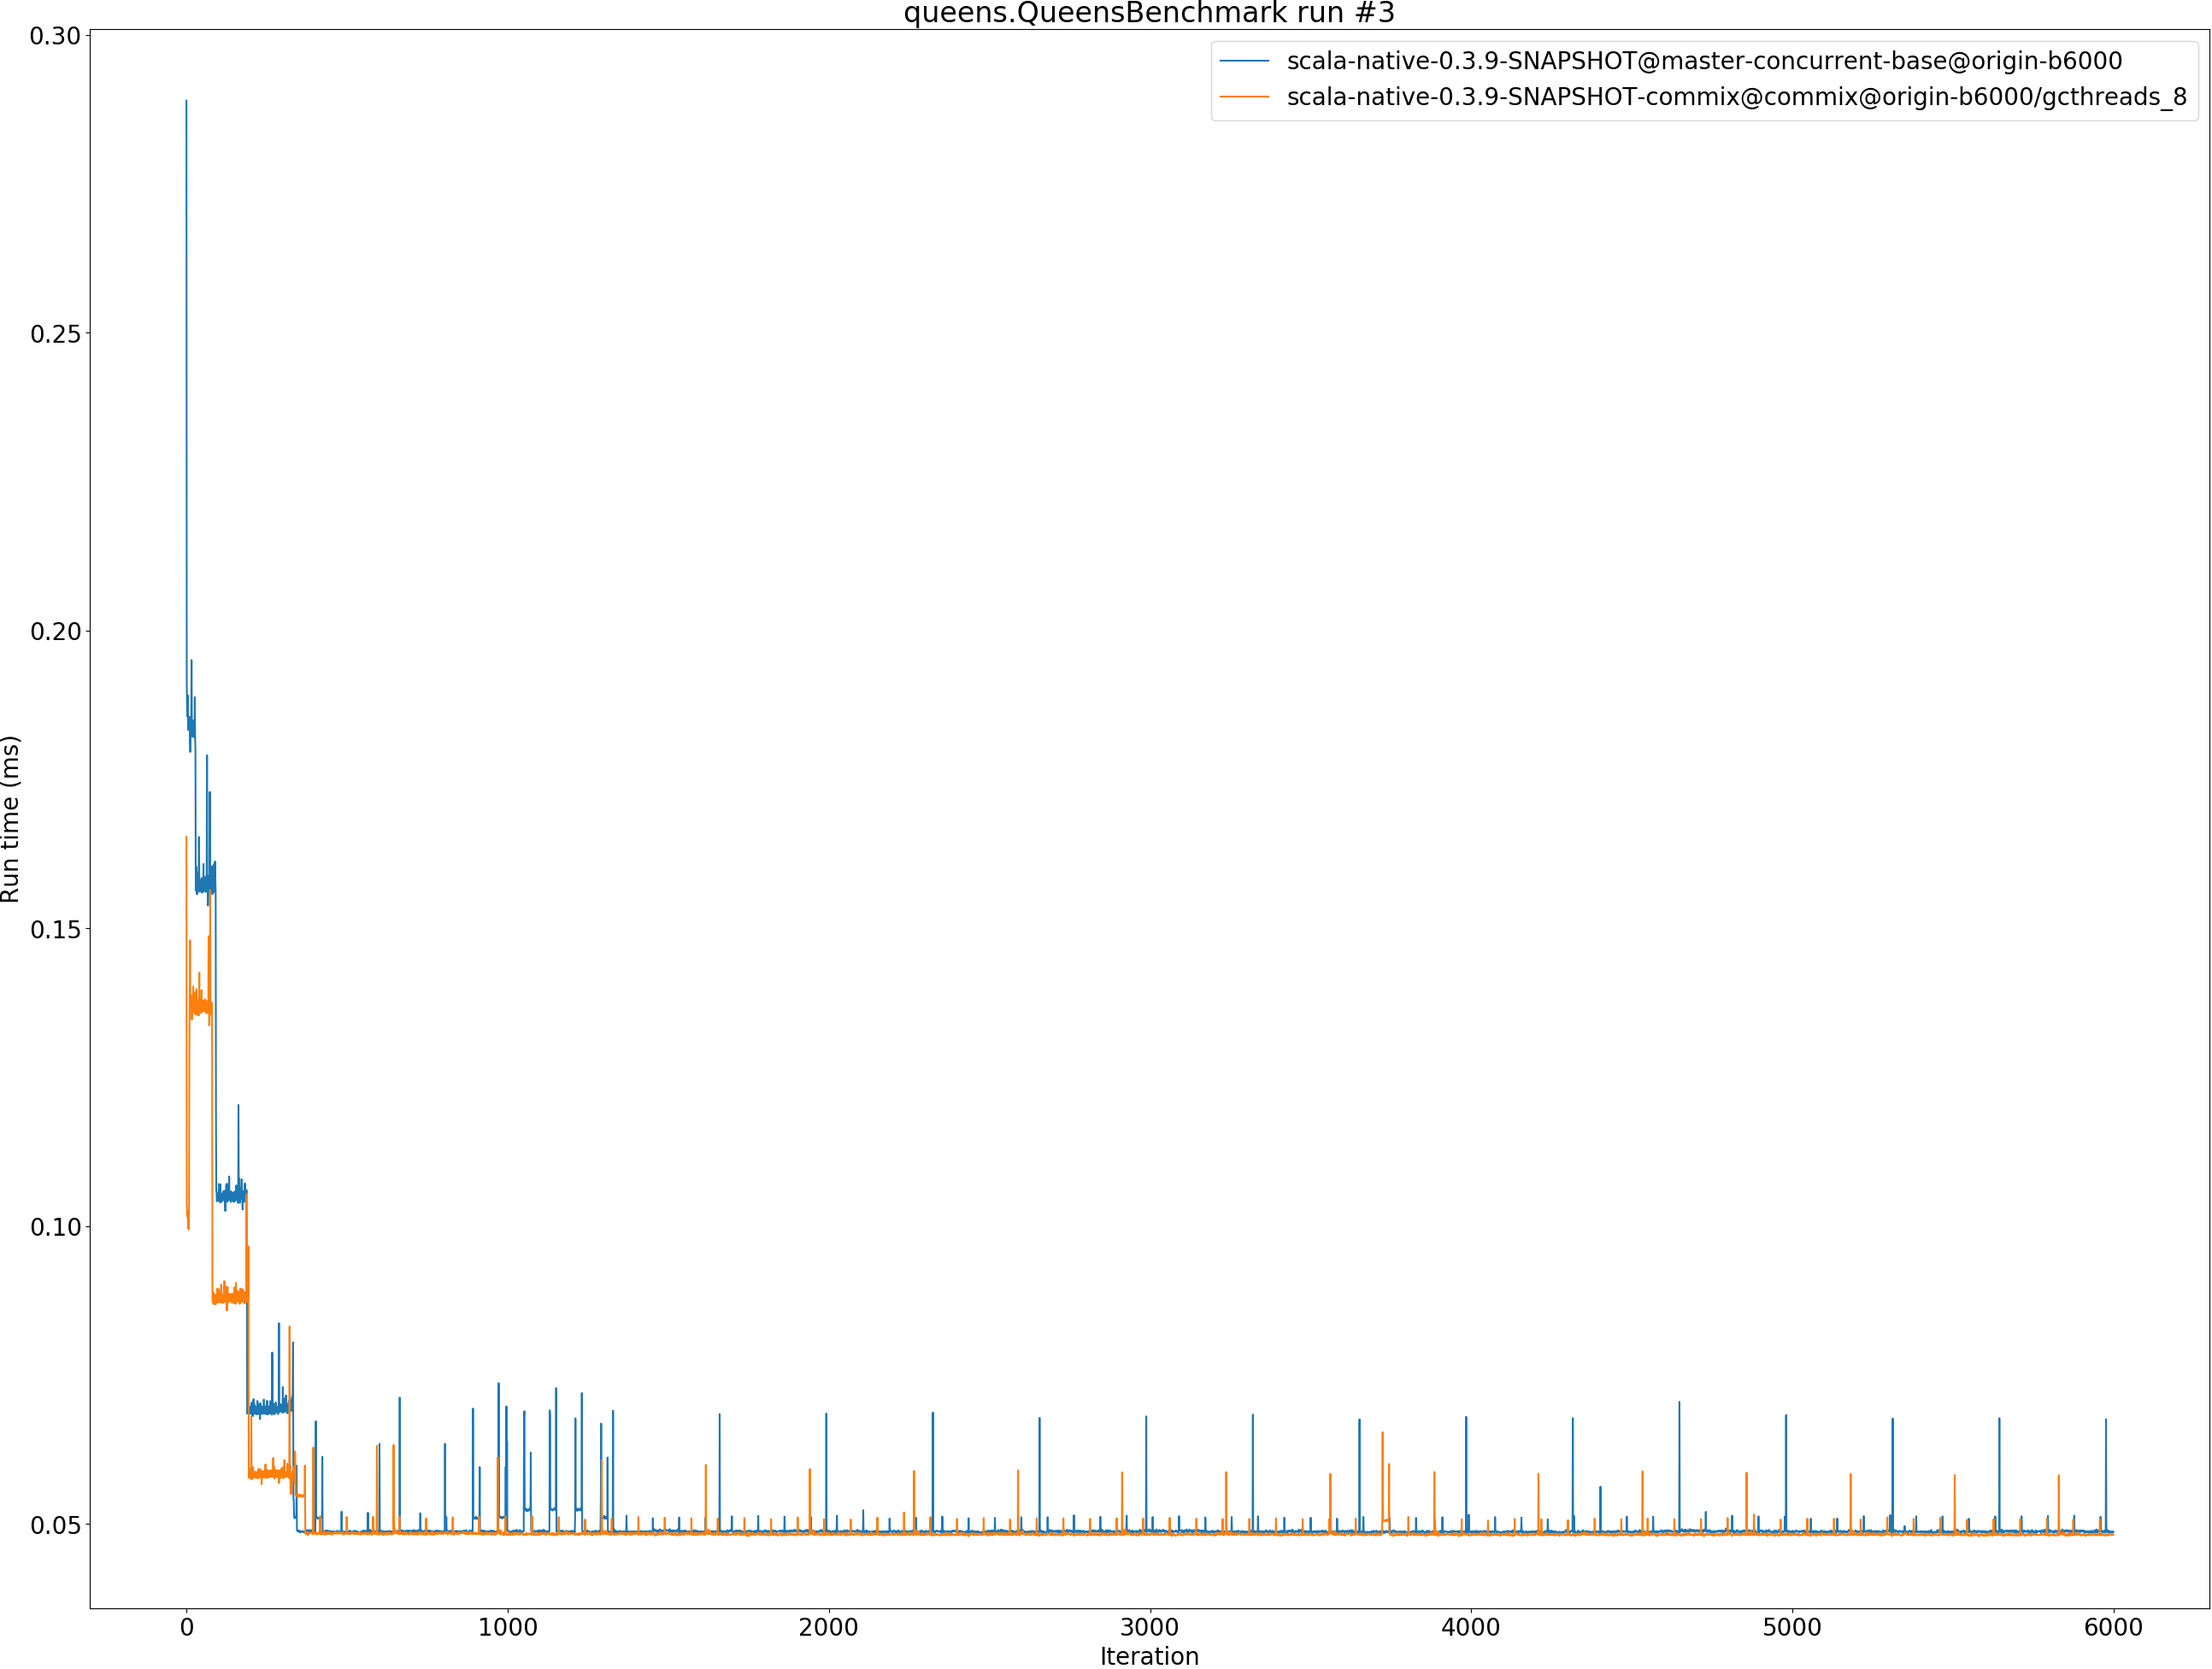 queens.QueensBenchmark run #3
scala-native-0.3.9-SNAPSHOT@master-concurrent-base@origin-b6000
scala-native-0.3.9-SNAPSHOT-commix@commix@origin-b6000/gcthreads_8
Run time (ms)
0.30
0.25
0.20
0.15
0.10
0.05
0 1000 2000 3000 4000 5000 6000
Iteration